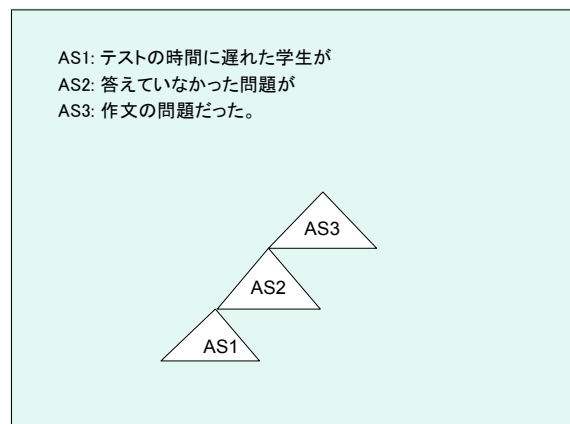 AS1: テストの時間に遅れた学生が
AS2: 答えていなかった問題が
AS3: 作文の問題だった。
AS3
AS2
AS1